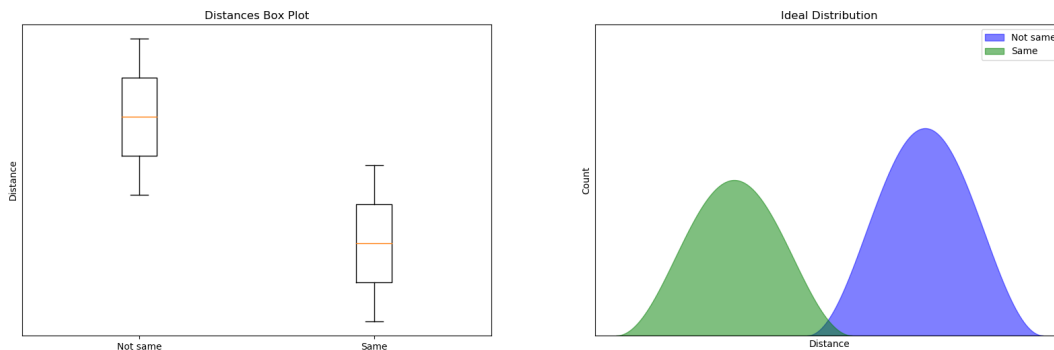 Distances Box Plot
Distance
Not same
Same
Ideal Distribution
Not same
Same
Count
Distance